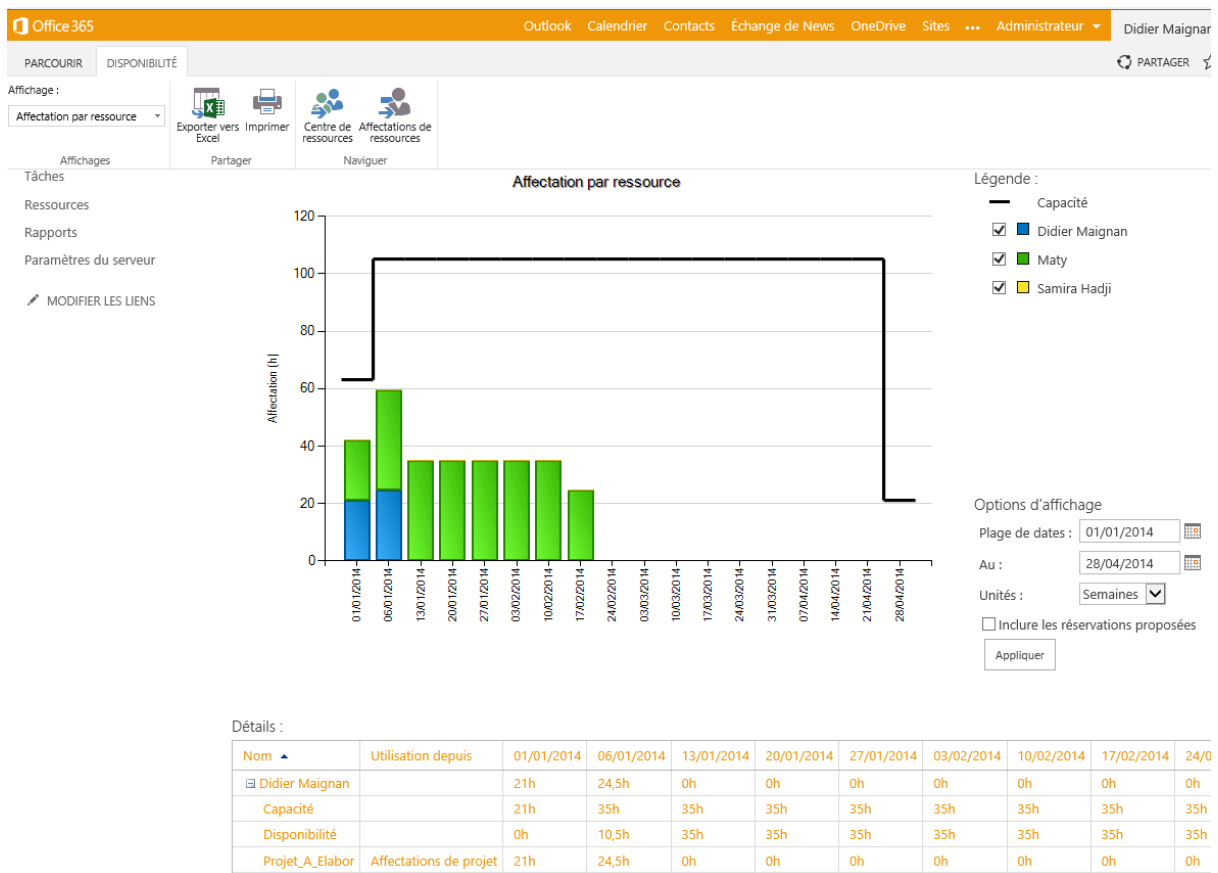 Office 365 Outlook Calendrier Contacts Échange de News OneDrive Sites ••• Administrateur Didier Maignan
PARCOURIR DISPONIBILITÉ PARTAGER
Affichage :
Affectation par ressource
Exporter vers Excel
Imprimer
Centre de ressources
Affectations de ressources
Affichages Partager Naviguer
Tâches
Ressources
Rapports
Paramètres du serveur
MODIFIER LES LIENS
Affectation par ressource
Affectation (h)
120
100
80
60
40
20
0
01/01/2014
06/01/2014
13/01/2014
20/01/2014
27/01/2014
03/02/2014
10/02/2014
17/02/2014
24/02/2014
03/03/2014
10/03/2014
17/03/2014
24/03/2014
31/03/2014
07/04/2014
14/04/2014
21/04/2014
28/04/2014
Légende :
Capacité
Didier Maignan
Maty
Samira Hadji
Options d'affichage
Plage de dates : 01/01/2014
Au : 28/04/2014
Unités : Semaines
Inclure les réservations proposées
Appliquer
Détails :
Nom Utilisation depuis 01/01/2014 06/01/2014 13/01/2014 20/01/2014 27/01/2014 03/02/2014 10/02/2014 17/02/2014 24/0
Didier Maignan 21h 24,5h 0h 0h 0h 0h 0h 0h 0h
Capacité 21h 35h 35h 35h 35h 35h 35h 35h 35h
Disponibilité 0h 10,5h 35h 35h 35h 35h 35h 35h 35h
Projet_A_Elabor Affectations de projet 21h 24,5h 0h 0h 0h 0h 0h 0h 0h